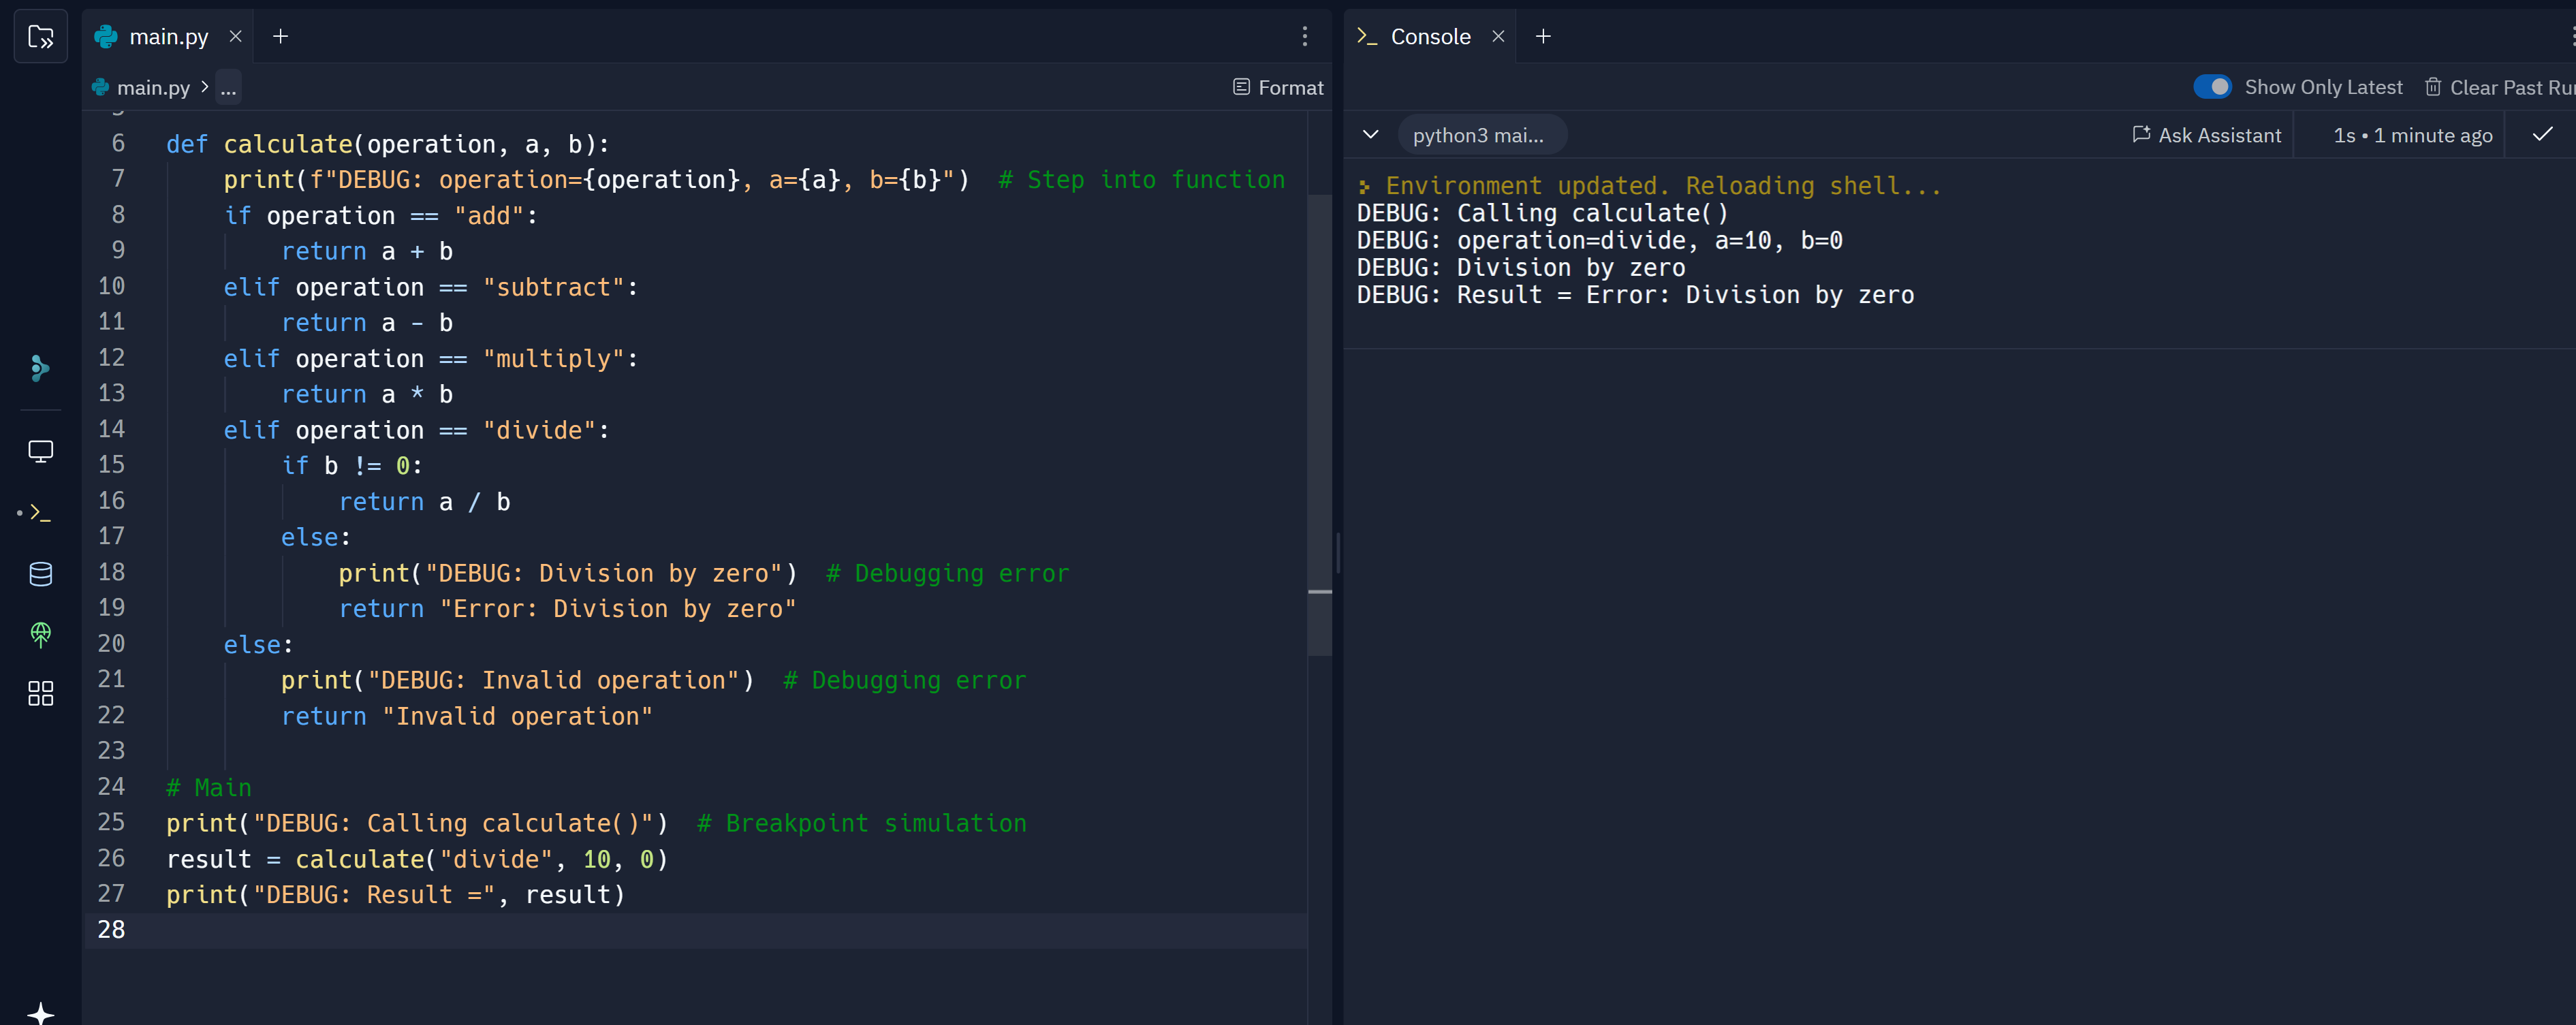 main.py
Console
main.py > ...
Format
Show Only Latest
Clear Past
python3 mai...
Ask Assistant
1s • 1 minute ago
6 def calculate(operation, a, b):
7     print(f"DEBUG: operation={operation}, a={a}, b={b}")  # Step into function
8     if operation == "add":
9         return a + b
10     elif operation == "subtract":
11         return a - b
12     elif operation == "multiply":
13         return a * b
14     elif operation == "divide":
15         if b != 0:
16             return a / b
17         else:
18             print("DEBUG: Division by zero")  # Debugging error
19             return "Error: Division by zero"
20     else:
21         print("DEBUG: Invalid operation")  # Debugging error
22         return "Invalid operation"
23
24 # Main
25 print("DEBUG: Calling calculate()")  # Breakpoint simulation
26 result = calculate("divide", 10, 0)
27 print("DEBUG: Result =", result)
28
Environment updated. Reloading shell...
DEBUG: Calling calculate()
DEBUG: operation=divide, a=10, b=0
DEBUG: Division by zero
DEBUG: Result = Error: Division by zero